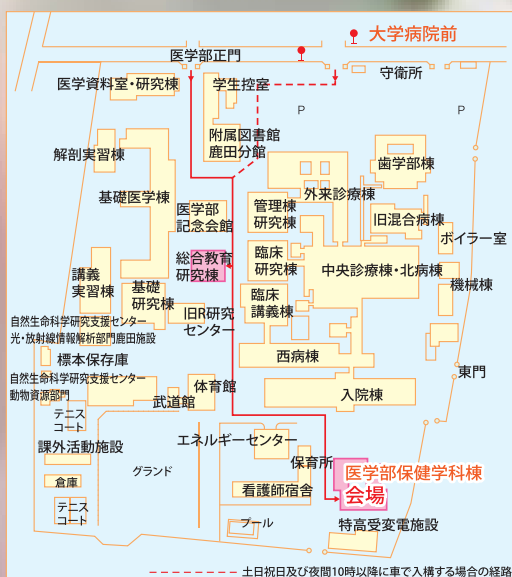 大学病院前
医学部正門
守衛所
医学資料室・研究棟
学生控室
P
P
附属図書館
鹿田分館
解剖実習棟
歯学部棟
外来診療棟
基礎医学棟
医学部
記念会館
管理棟
研究棟
旧混合病棟
ボイラー室
総合教育
研究棟
臨床
研究棟
中央診療棟・北病棟
講義
実習棟
基礎
研究棟
臨床
講義棟
機械棟
旧RI研究
センター
自然生命科学研究支援センター
光・放射線情報解析部門鹿田施設
標本保存庫
西病棟
自然生命科学研究支援センター
動物資源部門
体育館
武道館
入院棟
東門
テニス
コート
課外活動施設
エネルギーセンター
グランド
保育所
医学部保健学科棟
会場
倉庫
看護師宿舎
テニス
コート
プール
特高受変電施設
土日祝日及び夜間10時以降に車で入構する場合の経路